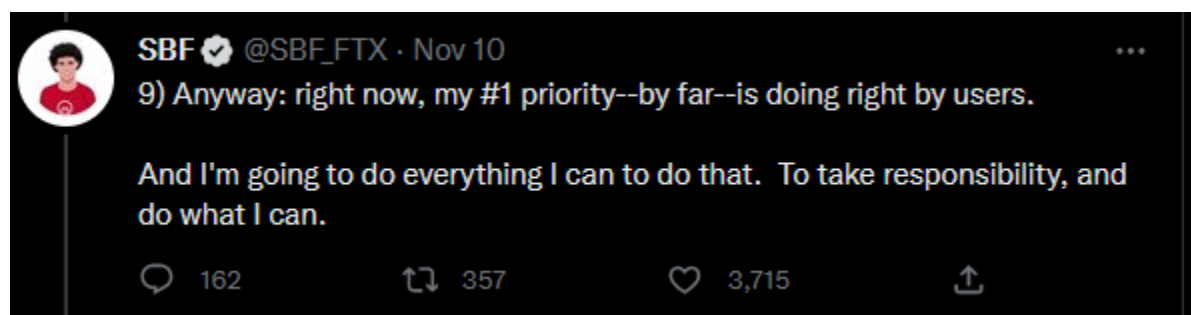 SBF @SBF_FTX · Nov 10
9) Anyway: right now, my #1 priority--by far--is doing right by users.
And I'm going to do everything I can to do that.  To take responsibility, and
do what I can.
162 357 3,715